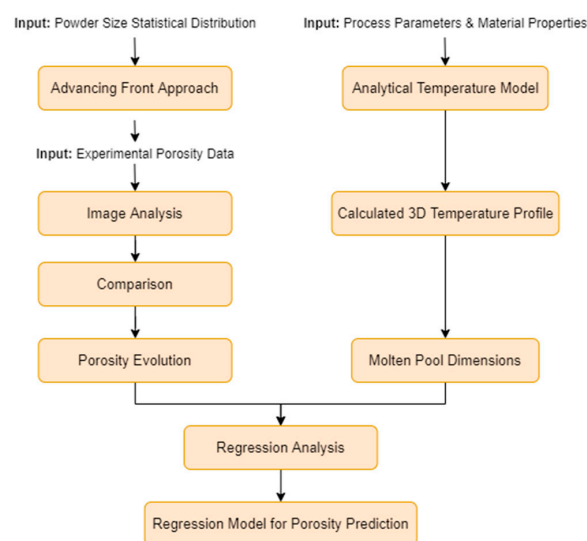 Input: Powder Size Statistical Distribution
Input: Process Parameters & Material Properties
Advancing Front Approach
Analytical Temperature Model
Input: Experimental Porosity Data
Image Analysis
Calculated 3D Temperature Profile
Comparison
Porosity Evolution
Molten Pool Dimensions
Regression Analysis
Regression Model for Porosity Prediction